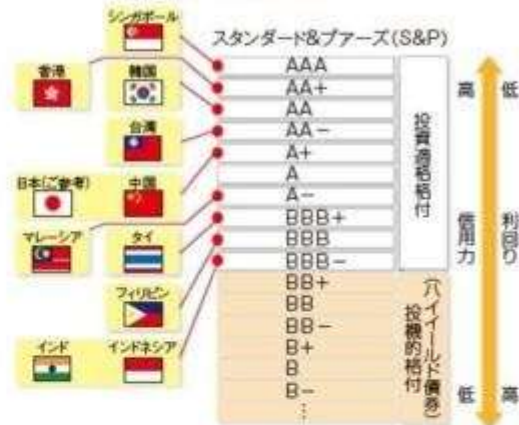 シンガポール
スタンダード&プアーズ(S&P)
香港
韓国
台湾
日本(ご参考)
中国
マレーシア
タイ
フィリピン
インド
インドネシア
AAA
AA+
AA
AA-
A+
A
A-
BBB+
BBB
BBB-
BB+
BB
BB-
B+
B
B-
⋮
投資適格格付
投機的格付
(ハイイールド債券)
高
信用力
低
低
利回り
高